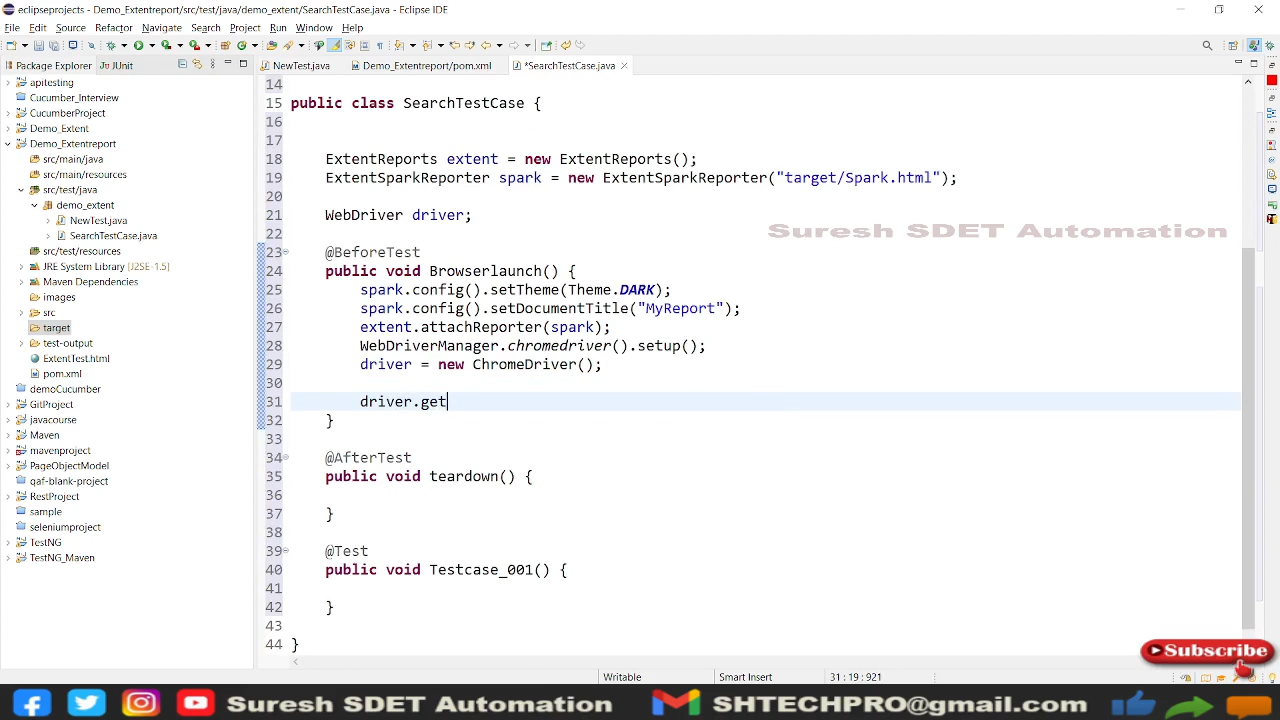 eclipseprojects - Demo_Extentreport/src/test/java/demo_extent/SearchTestCase.java - Eclipse IDE
File Edit Source Refactor Navigate Search Project Run Window Help
Package Explorer JUnit
NewTest.java Demo_Extentreport/pom.xml *SearchTestCase.java
apitesting
Cucumber_Interview
CucumberProject
Demo_Extent
Demo_Extentreport
src/main/java
src/main/resources
src/test/java
demo_extent
NewTest.java
SearchTestCase.java
src/test/resources
JRE System Library [J2SE-1.5]
Maven Dependencies
images
src
target
test-output
ExtentTest.html
pom.xml
demoCucumber
GitProject
javacourse
Maven
mavenproject
PageObjectModel
qaf-blank-project
RestProject
sample
seleniumproject
TestNG
TestNG_Maven
14
15 public class SearchTestCase {
16
17
18 ExtentReports extent = new ExtentReports();
19 ExtentSparkReporter spark = new ExtentSparkReporter("target/Spark.html");
20
21 WebDriver driver;
22
23 @BeforeTest
24 public void Browserlaunch() {
25 spark.config().setTheme(Theme.DARK);
26 spark.config().setDocumentTitle("MyReport");
27 extent.attachReporter(spark);
28 WebDriverManager.chromedriver().setup();
29 driver = new ChromeDriver();
30
31 driver.get
32 }
33
34 @AfterTest
35 public void teardown() {
36
37 }
38
39 @Test
40 public void Testcase_001() {
41
42 }
43
44 }
Suresh SDET Automation
Subscribe
Writable Smart Insert 31 : 19 : 921
Suresh SDET Automation SHTECHPRO@gmail.com